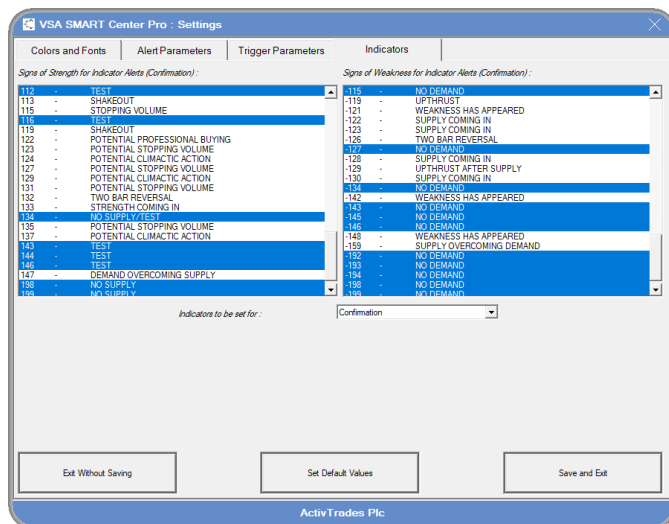 VSA SMART Center Pro : Settings
Colors and Fonts
Alert Parameters
Trigger Parameters
Indicators
Signs of Strength for Indicator Alerts (Confirmation) :
112 - TEST
113 - SHAKEOUT
115 - STOPPING VOLUME
116 - TEST
119 - SHAKEOUT
122 - POTENTIAL PROFESSIONAL BUYING
123 - POTENTIAL STOPPING VOLUME
124 - POTENTIAL CLIMACTIC ACTION
127 - POTENTIAL STOPPING VOLUME
129 - POTENTIAL CLIMACTIC ACTION
131 - POTENTIAL STOPPING VOLUME
132 - TWO BAR REVERSAL
133 - STRENGTH COMING IN
134 - NO SUPPLY/TEST
135 - POTENTIAL STOPPING VOLUME
137 - POTENTIAL CLIMACTIC ACTION
143 - TEST
144 - TEST
146 - TEST
147 - DEMAND OVERCOMING SUPPLY
198 - NO SUPPLY
199 - NO SUPPLY
Signs of Weakness for Indicator Alerts (Confirmation) :
-115 - NO DEMAND
-119 - UPTHRUST
-121 - WEAKNESS HAS APPEARED
-122 - SUPPLY COMING IN
-123 - SUPPLY COMING IN
-126 - TWO BAR REVERSAL
-127 - NO DEMAND
-128 - SUPPLY COMING IN
-129 - UPTHRUST AFTER SUPPLY
-130 - SUPPLY COMING IN
-134 - NO DEMAND
-142 - WEAKNESS HAS APPEARED
-143 - NO DEMAND
-145 - NO DEMAND
-146 - NO DEMAND
-148 - WEAKNESS HAS APPEARED
-159 - SUPPLY OVERCOMING DEMAND
-192 - NO DEMAND
-193 - NO DEMAND
-194 - NO DEMAND
-198 - NO DEMAND
-199 - NO DEMAND
Indicators to be set for :
Confirmation
Exit Without Saving
Set Default Values
Save and Exit
ActivTrades Plc